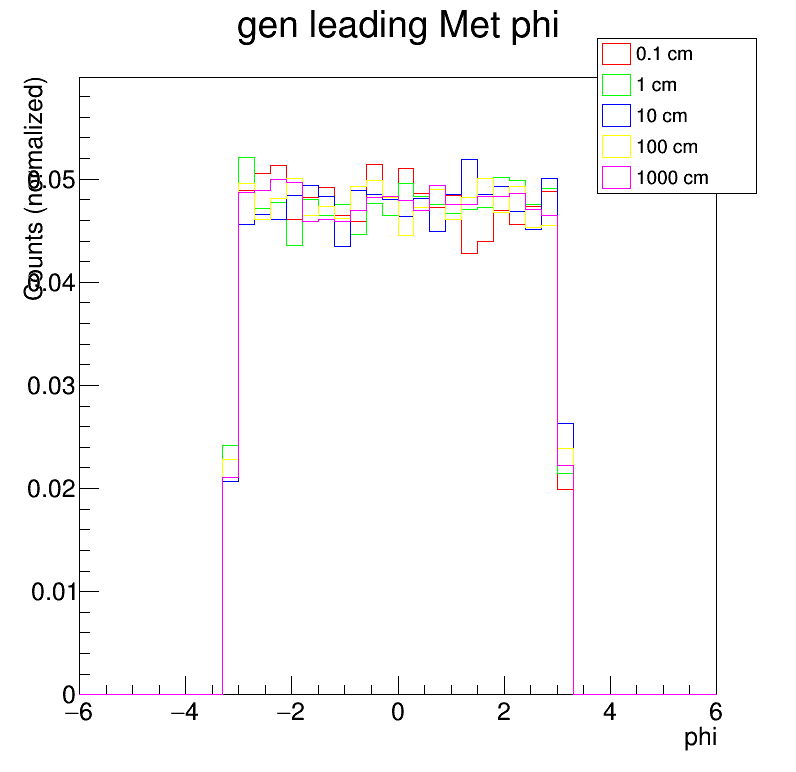 gen leading Met phi
0.1 cm
1 cm
10 cm
100 cm
1000 cm
Counts (normalized)
0.05
0.04
0.03
0.02
0.01
0
−6
−4
−2
0
2
4
6
phi